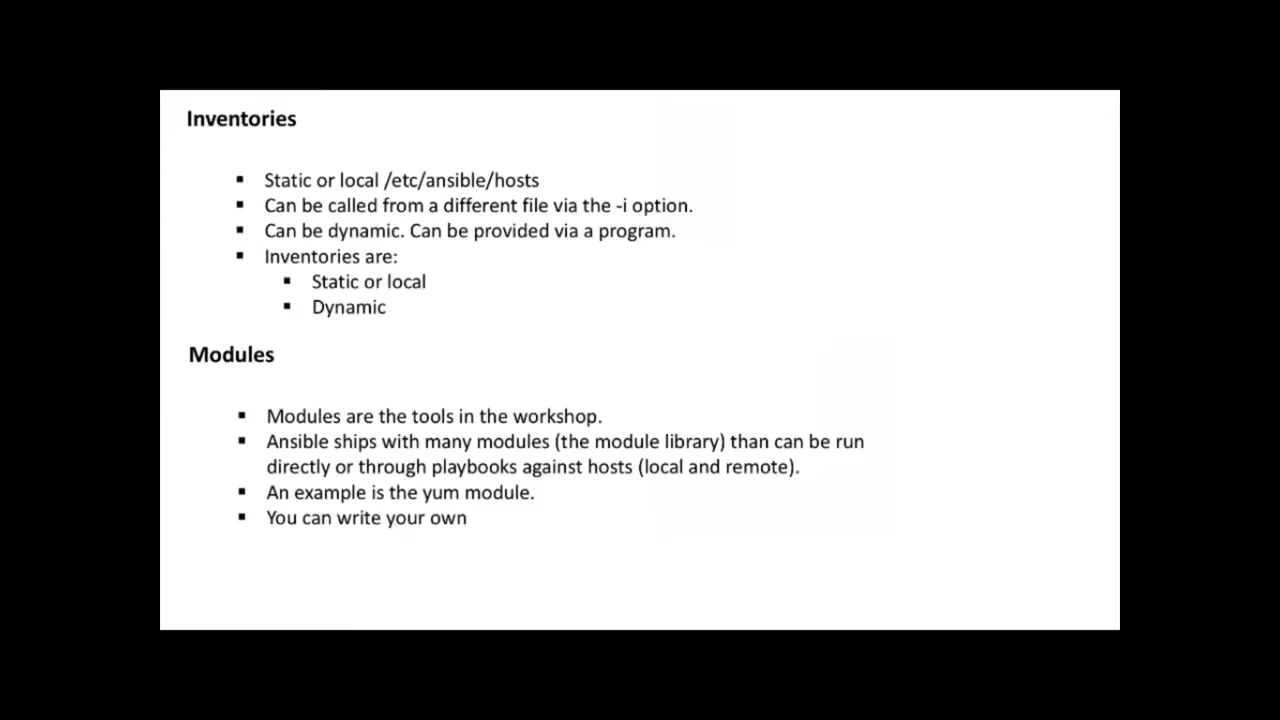 Inventories
▪ Static or local /etc/ansible/hosts
▪ Can be called from a different file via the -i option.
▪ Can be dynamic. Can be provided via a program.
▪ Inventories are:
▪ Static or local
▪ Dynamic
Modules
▪ Modules are the tools in the workshop.
▪ Ansible ships with many modules (the module library) than can be run
directly or through playbooks against hosts (local and remote).
▪ An example is the yum module.
▪ You can write your own